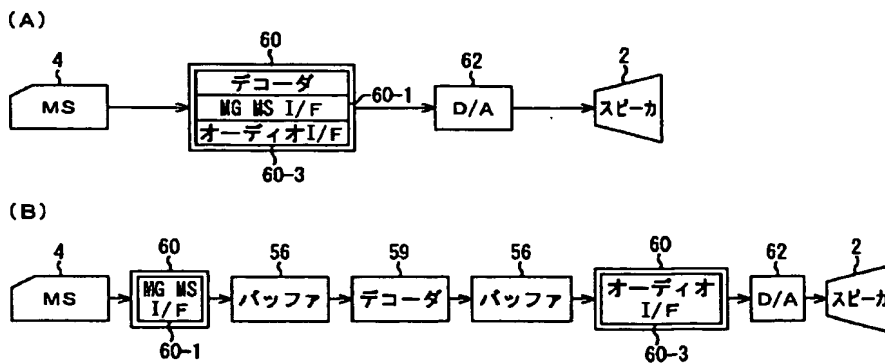 (A)
4
60
62
2
MS
デコーダ
MG MS I/F
オーディオI/F
60-1
60-3
D/A
スピーカ
(B)
4
60
56
59
56
60
62
2
MS
MG MS
I/F
60-1
バッファ
デコーダ
バッファ
オーディオ
I/F
60-3
D/A
スピーカ